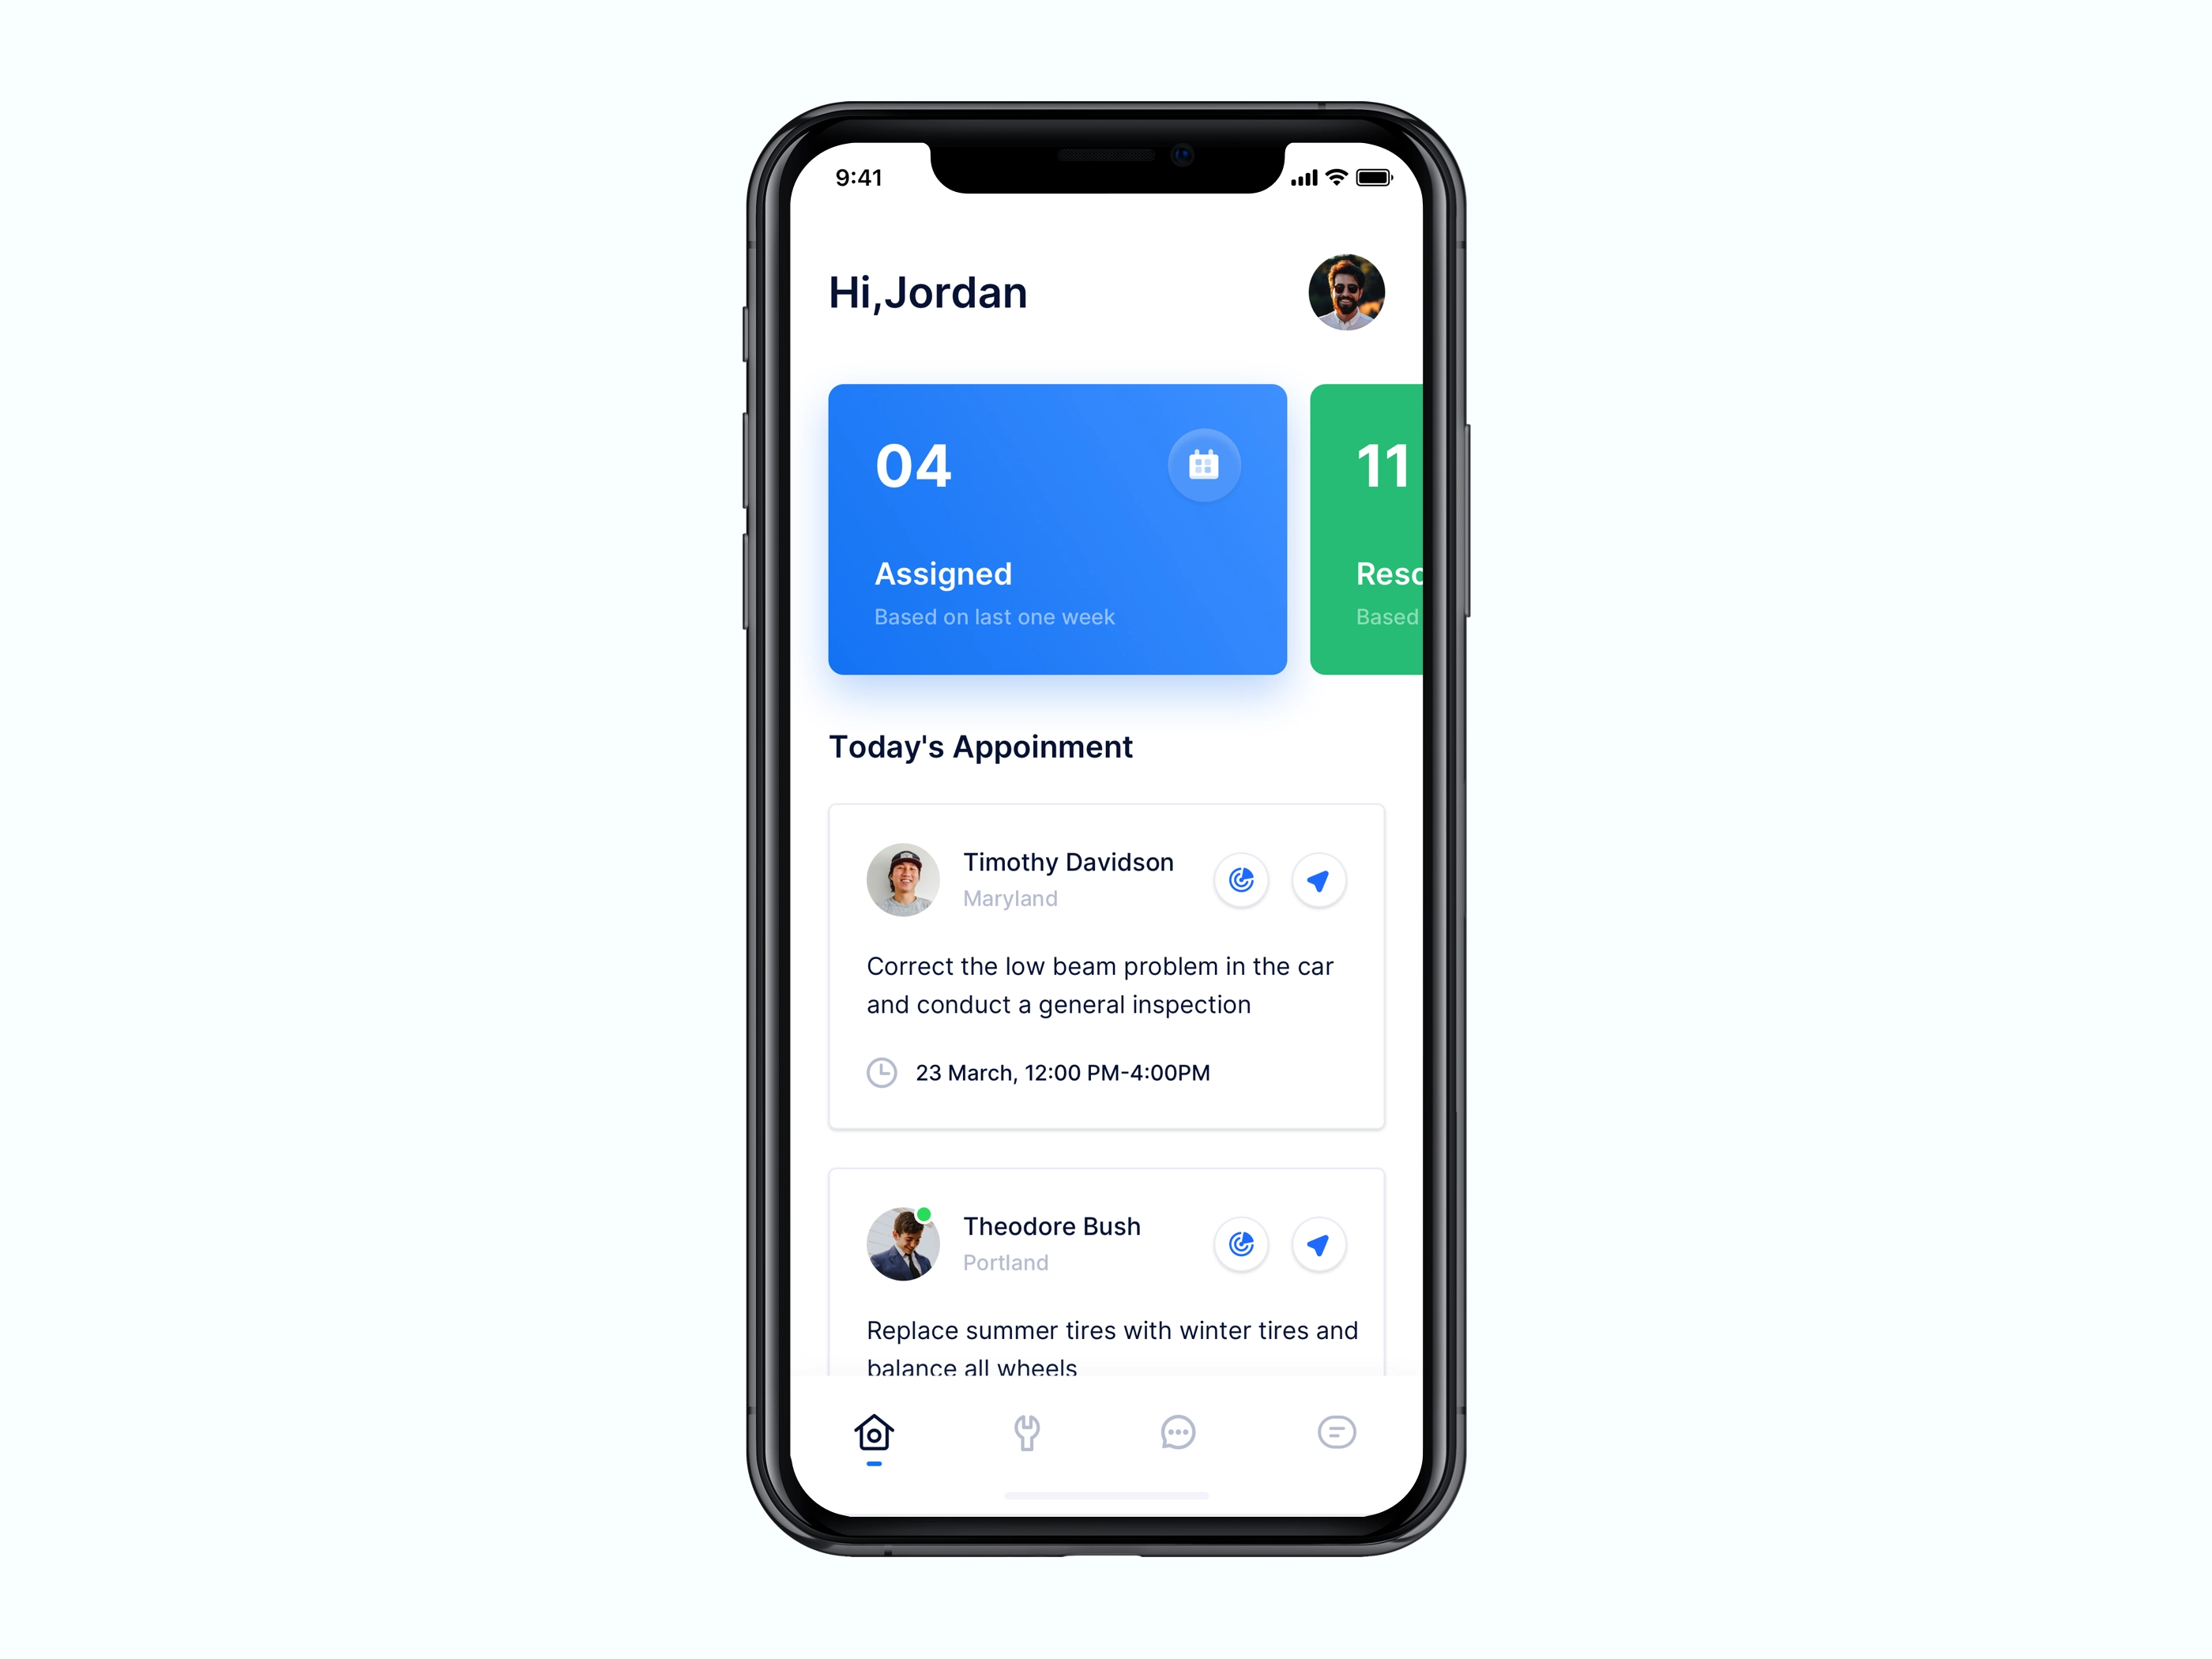 9:41
Hi,Jordan
04
11
Assigned
Reso
Based on last one week
Based
Today's Appoinment
Timothy Davidson
Maryland
Correct the low beam problem in the car
and conduct a general inspection
23 March, 12:00 PM-4:00PM
Theodore Bush
Portland
Replace summer tires with winter tires and
balance all wheels